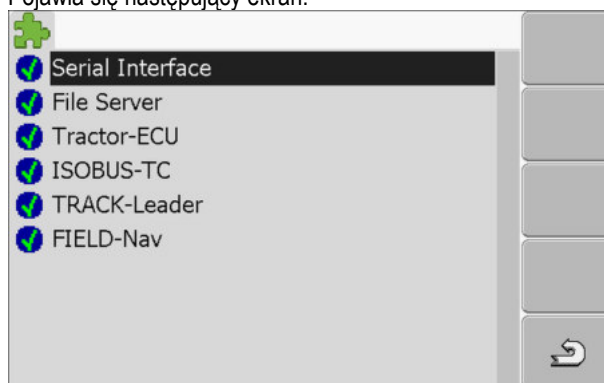 Pojawia się następujący ekran:
Serial Interface
File Server
Tractor-ECU
ISOBUS-TC
TRACK-Leader
FIELD-Nav